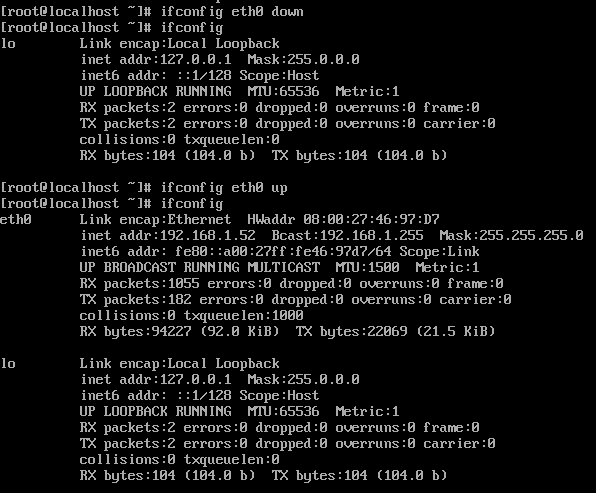 [root@localhost ~]# ifconfig eth0 down
[root@localhost ~]# ifconfig
lo        Link encap:Local Loopback
          inet addr:127.0.0.1  Mask:255.0.0.0
          inet6 addr: ::1/128 Scope:Host
          UP LOOPBACK RUNNING  MTU:65536  Metric:1
          RX packets:2 errors:0 dropped:0 overruns:0 frame:0
          TX packets:2 errors:0 dropped:0 overruns:0 carrier:0
          collisions:0 txqueuelen:0
          RX bytes:104 (104.0 b)  TX bytes:104 (104.0 b)
[root@localhost ~]# ifconfig eth0 up
[root@localhost ~]# ifconfig
eth0      Link encap:Ethernet  HWaddr 08:00:27:46:97:D7
          inet addr:192.168.1.52  Bcast:192.168.1.255  Mask:255.255.255.0
          inet6 addr: fe80::a00:27ff:fe46:97d7/64 Scope:Link
          UP BROADCAST RUNNING MULTICAST  MTU:1500  Metric:1
          RX packets:1055 errors:0 dropped:0 overruns:0 frame:0
          TX packets:182 errors:0 dropped:0 overruns:0 carrier:0
          collisions:0 txqueuelen:1000
          RX bytes:94227 (92.0 KiB)  TX bytes:22069 (21.5 KiB)
lo        Link encap:Local Loopback
          inet addr:127.0.0.1  Mask:255.0.0.0
          inet6 addr: ::1/128 Scope:Host
          UP LOOPBACK RUNNING  MTU:65536  Metric:1
          RX packets:2 errors:0 dropped:0 overruns:0 frame:0
          TX packets:2 errors:0 dropped:0 overruns:0 carrier:0
          collisions:0 txqueuelen:0
          RX bytes:104 (104.0 b)  TX bytes:104 (104.0 b)